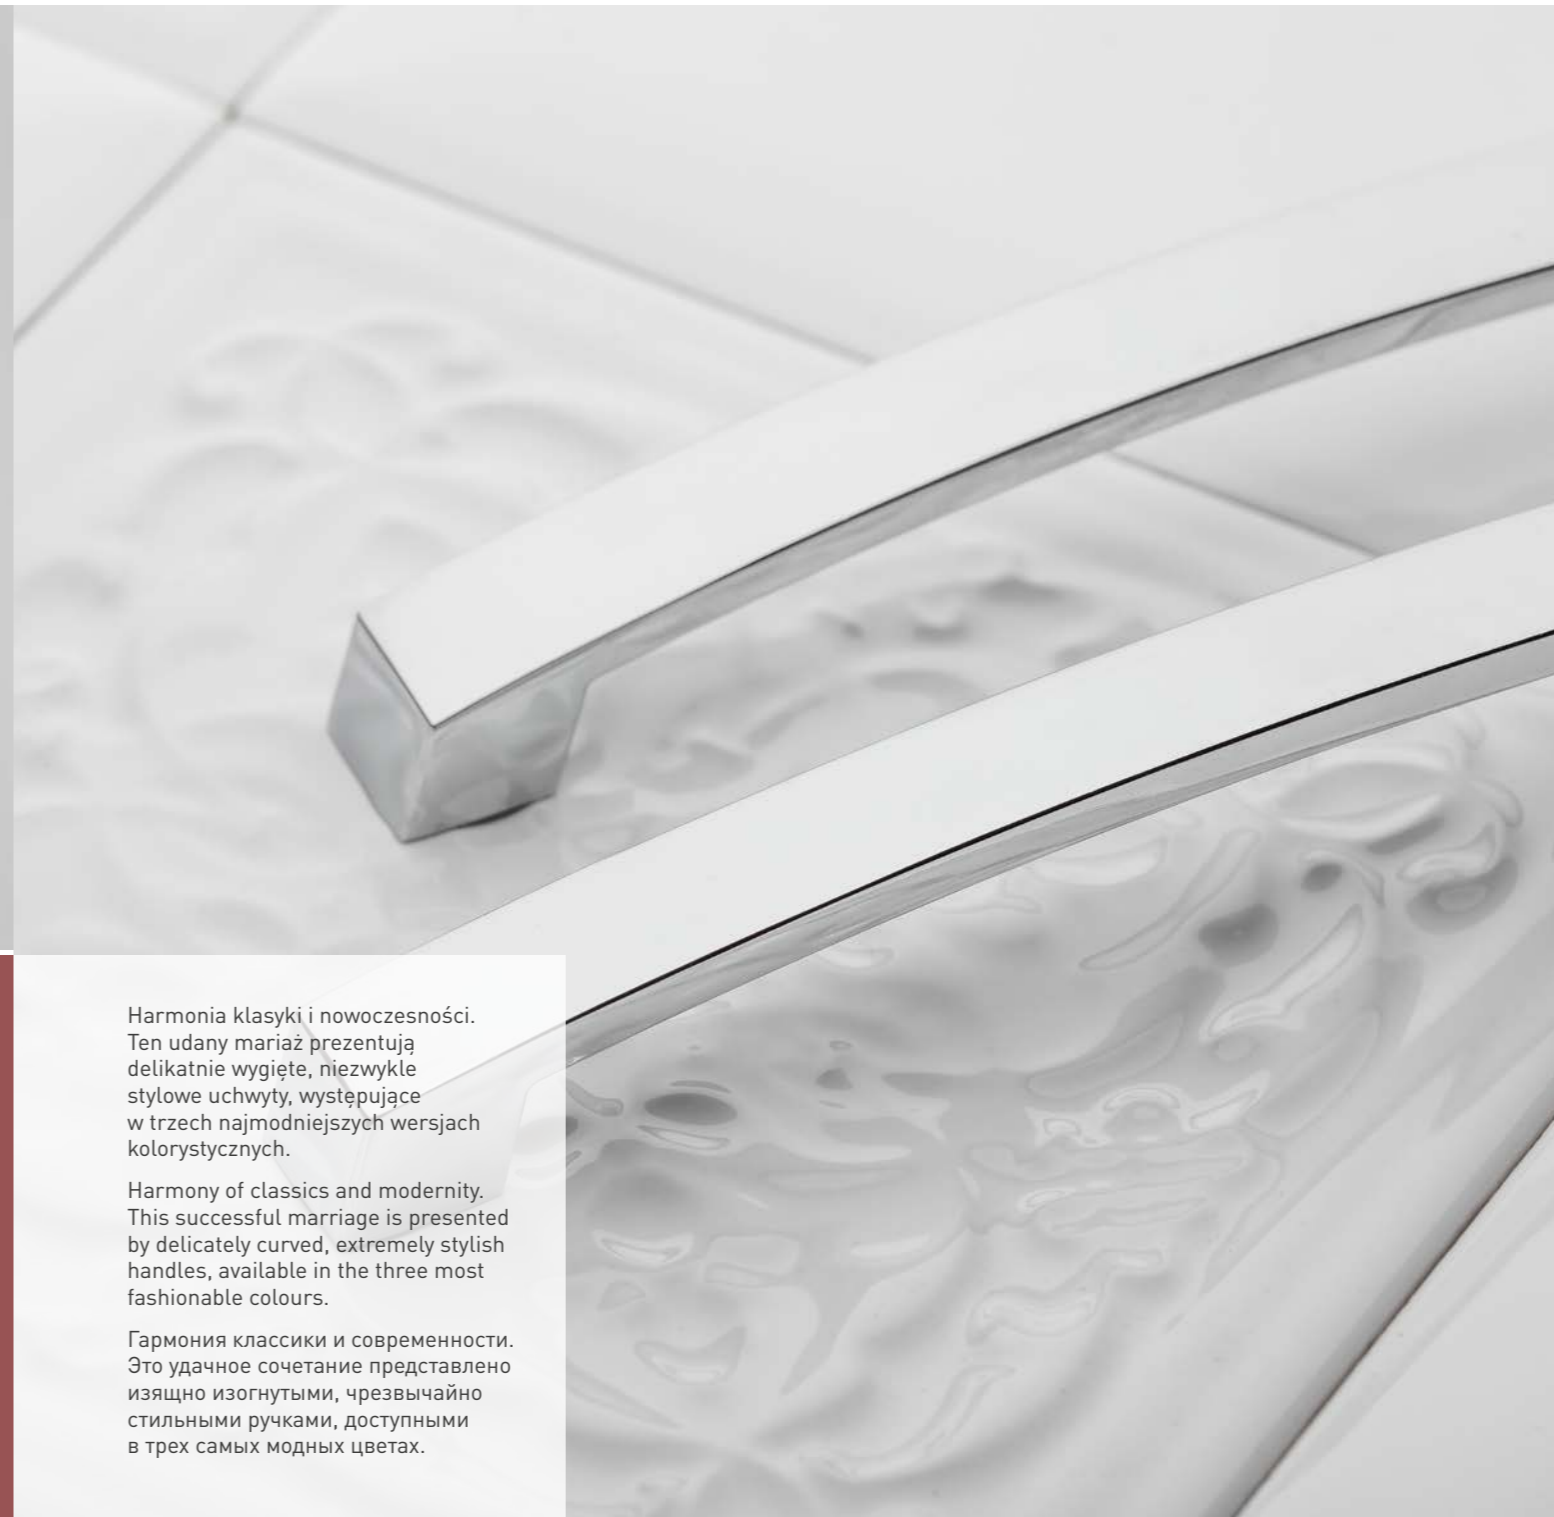 Harmonia klasyki i nowoczesności.
Ten udany mariaż prezentują
delikatnie wygięte, niezwykle
stylowe uchwyty, występujące
w trzech najmodniejszych wersjach
kolorystycznych.
Harmony of classics and modernity.
This successful marriage is presented
by delicately curved, extremely stylish
handles, available in the three most
fashionable colours.
Гармония классики и современности.
Это удачное сочетание представлено
изящно изогнутыми, чрезвычайно
стильными ручками, доступными
в трех самых модных цветах.